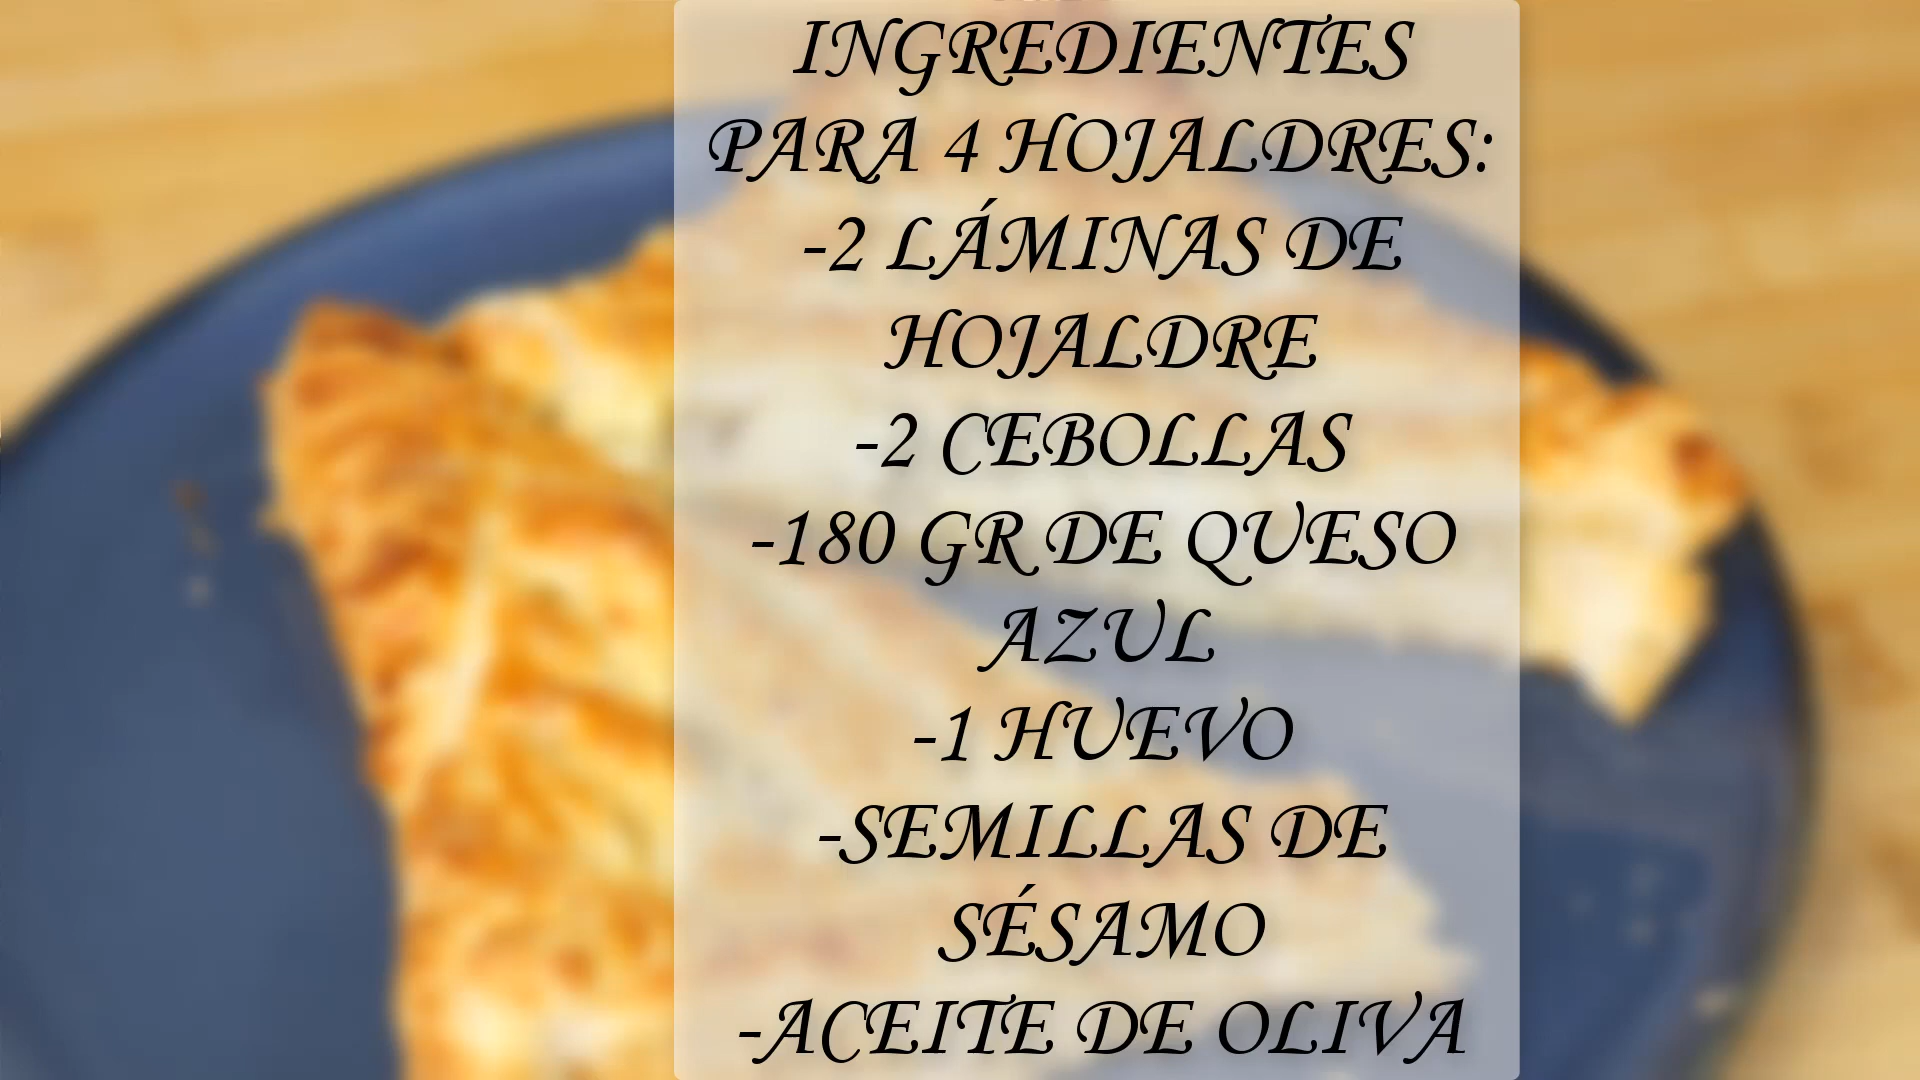 INGREDIENTES
PARA 4 HOJALDRES:
-2 LÁMINAS DE
HOJALDRE
-2 CEBOLLAS
-180 GR DE QUESO
AZUL
-1 HUEVO
-SEMILLAS DE
SÉSAMO
-ACEITE DE OLIVA